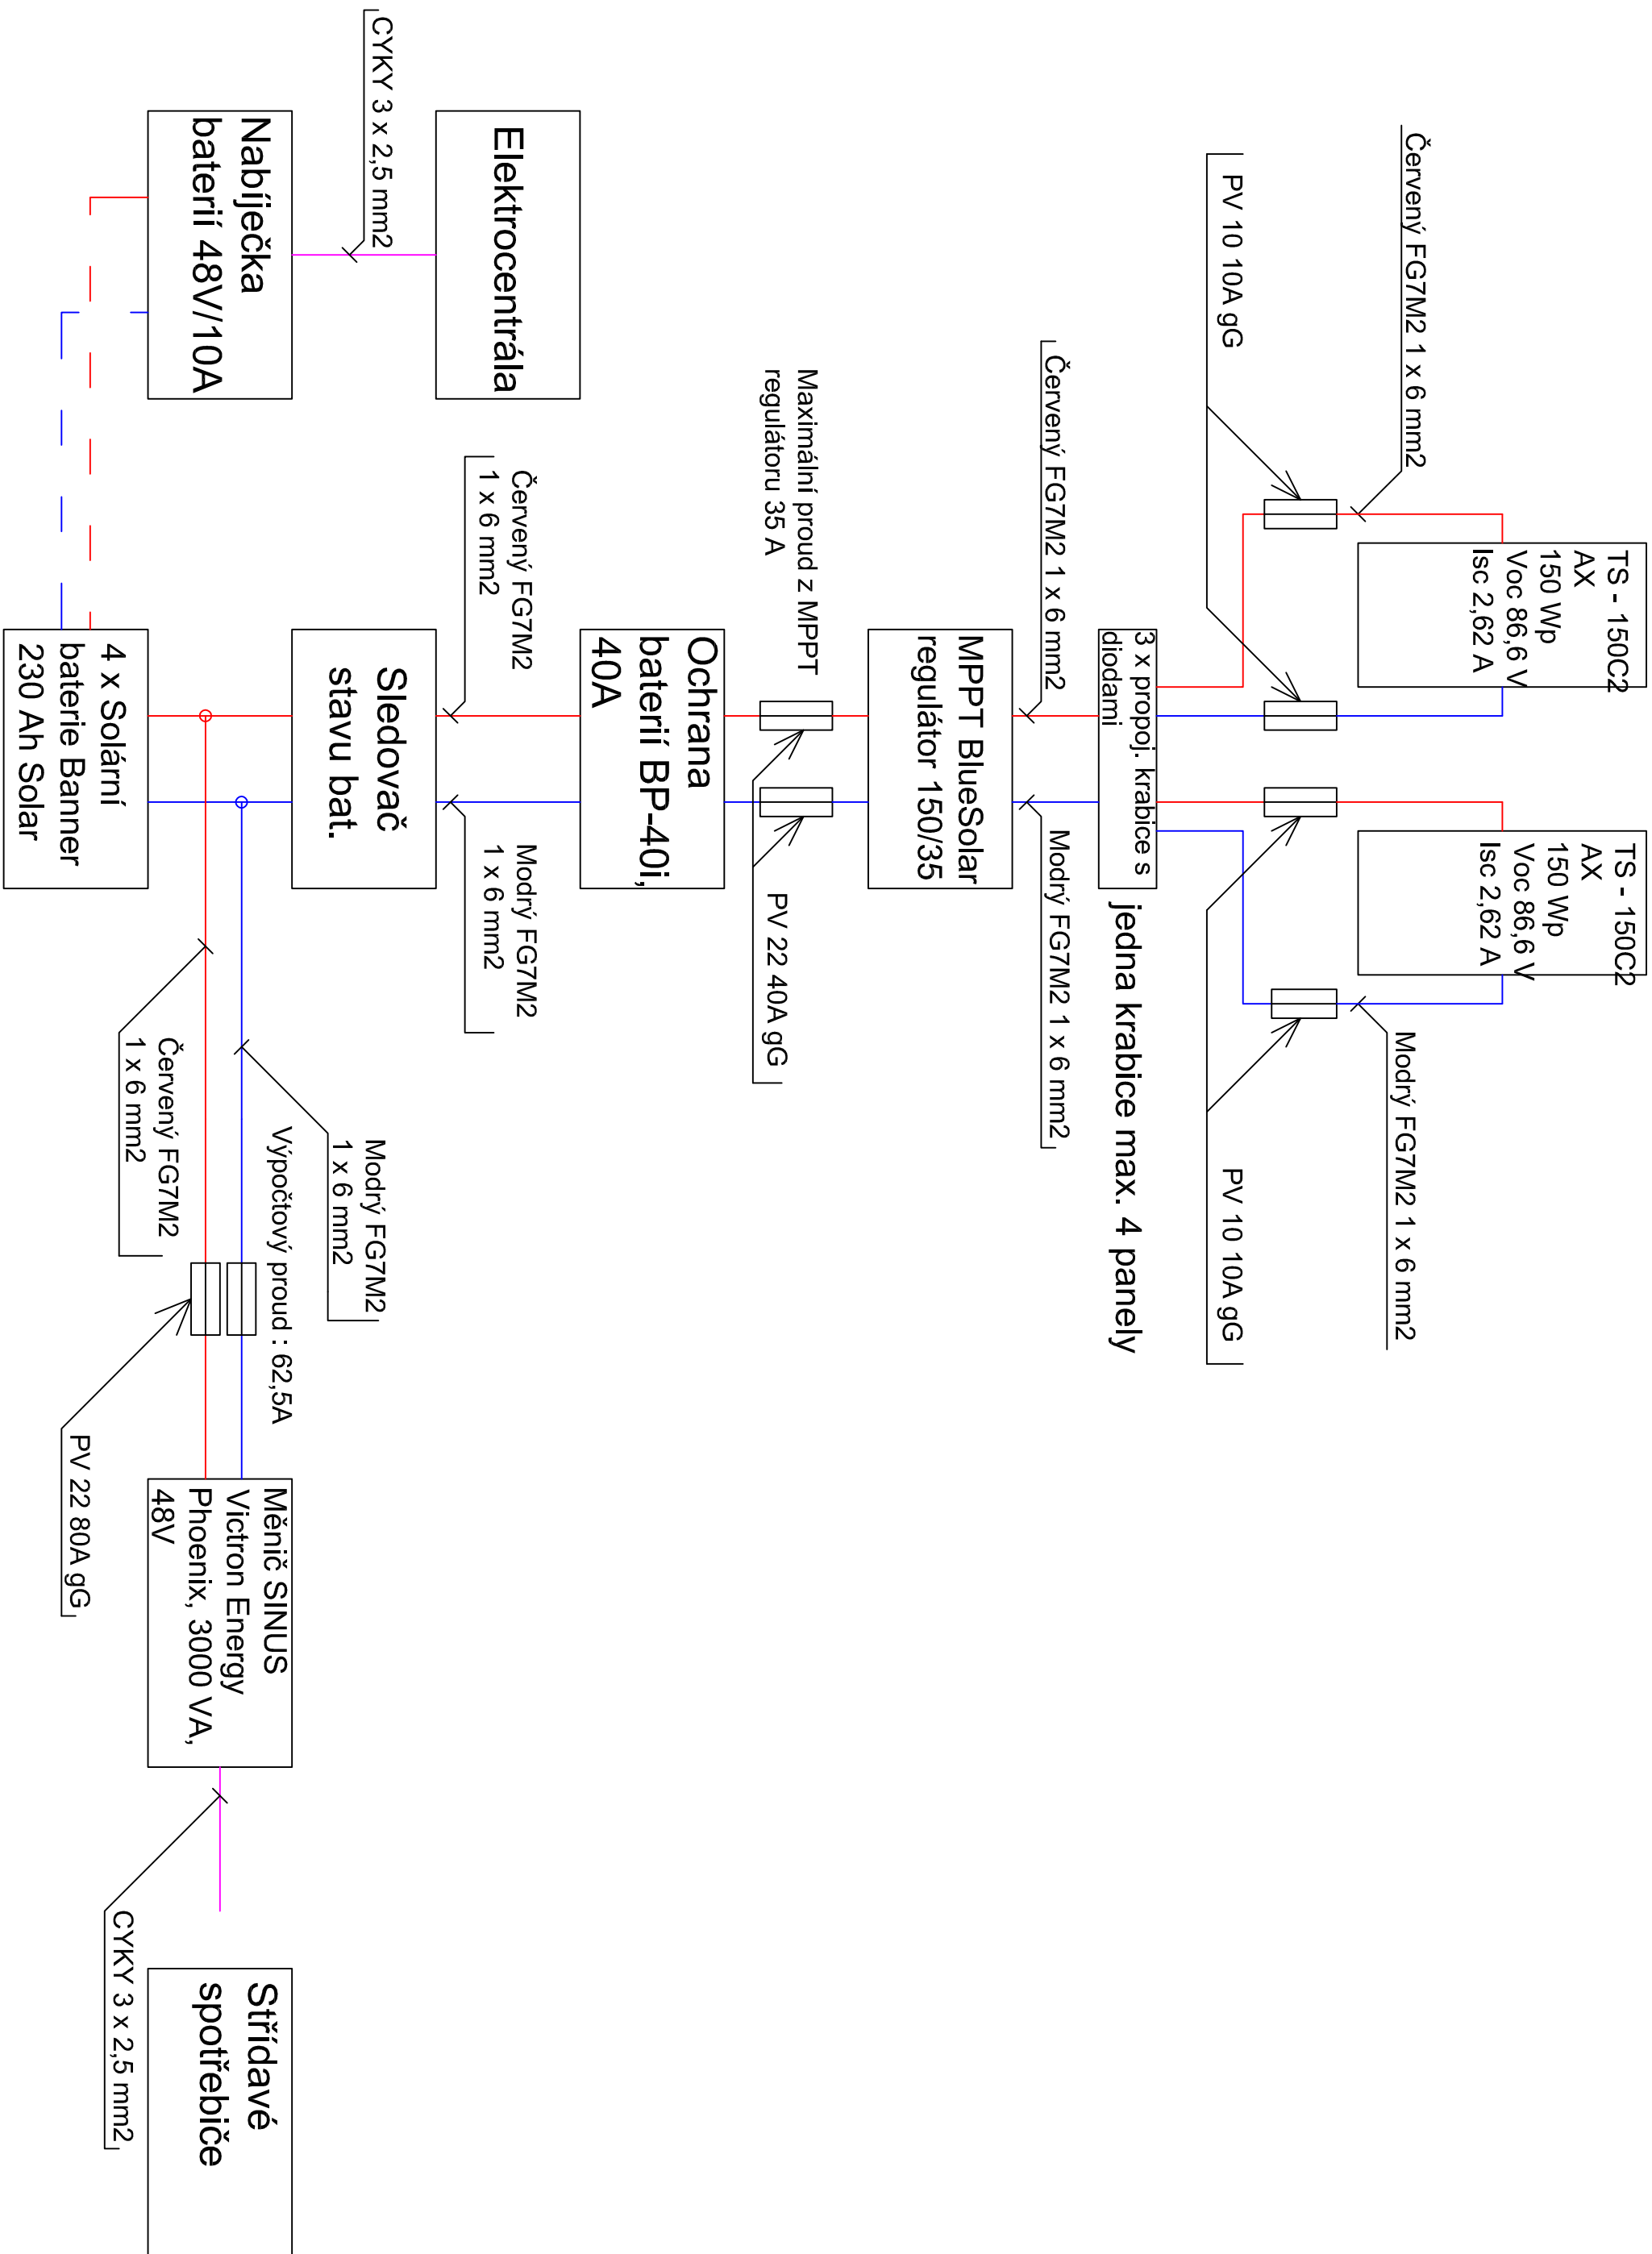 Červený FG7M2 1 x 6 mm2
PV 10 10A gG
TS - 150C2
AX
150 Wp
Voc 86,6 V
Isc 2,62 A
TS - 150C2
AX
150 Wp
Voc 86,6 V
Isc 2,62 A
Modrý FG7M2 1 x 6 mm2
PV 10 10A gG
3 x propoj. krabice s
diodami
jedna krabice max. 4 panely
Červený FG7M2 1 x 6 mm2
Modrý FG7M2 1 x 6 mm2
MPPT BlueSolar
regulátor 150/35
Maximální proud z MPPT
regulátoru 35 A
PV 22 40A gG
Ochrana
baterií BP-40i,
40A
Červený FG7M2
1 x 6 mm2
Modrý FG7M2
1 x 6 mm2
Elektrocentrála
CYKY 3 x 2,5 mm2
Sledovač
stavu bat.
Modrý FG7M2
1 x 6 mm2
Výpočtový proud : 62,5A
Nabíječka
baterií 48V/10A
Měnič SINUS
Victron Energy
Phoenix, 3000 VA,
48V
Střídavé
spotřebiče
Červený FG7M2
1 x 6 mm2
4 x Solární
baterie Banner
230 Ah Solar
PV 22 80A gG
CYKY 3 x 2,5 mm2